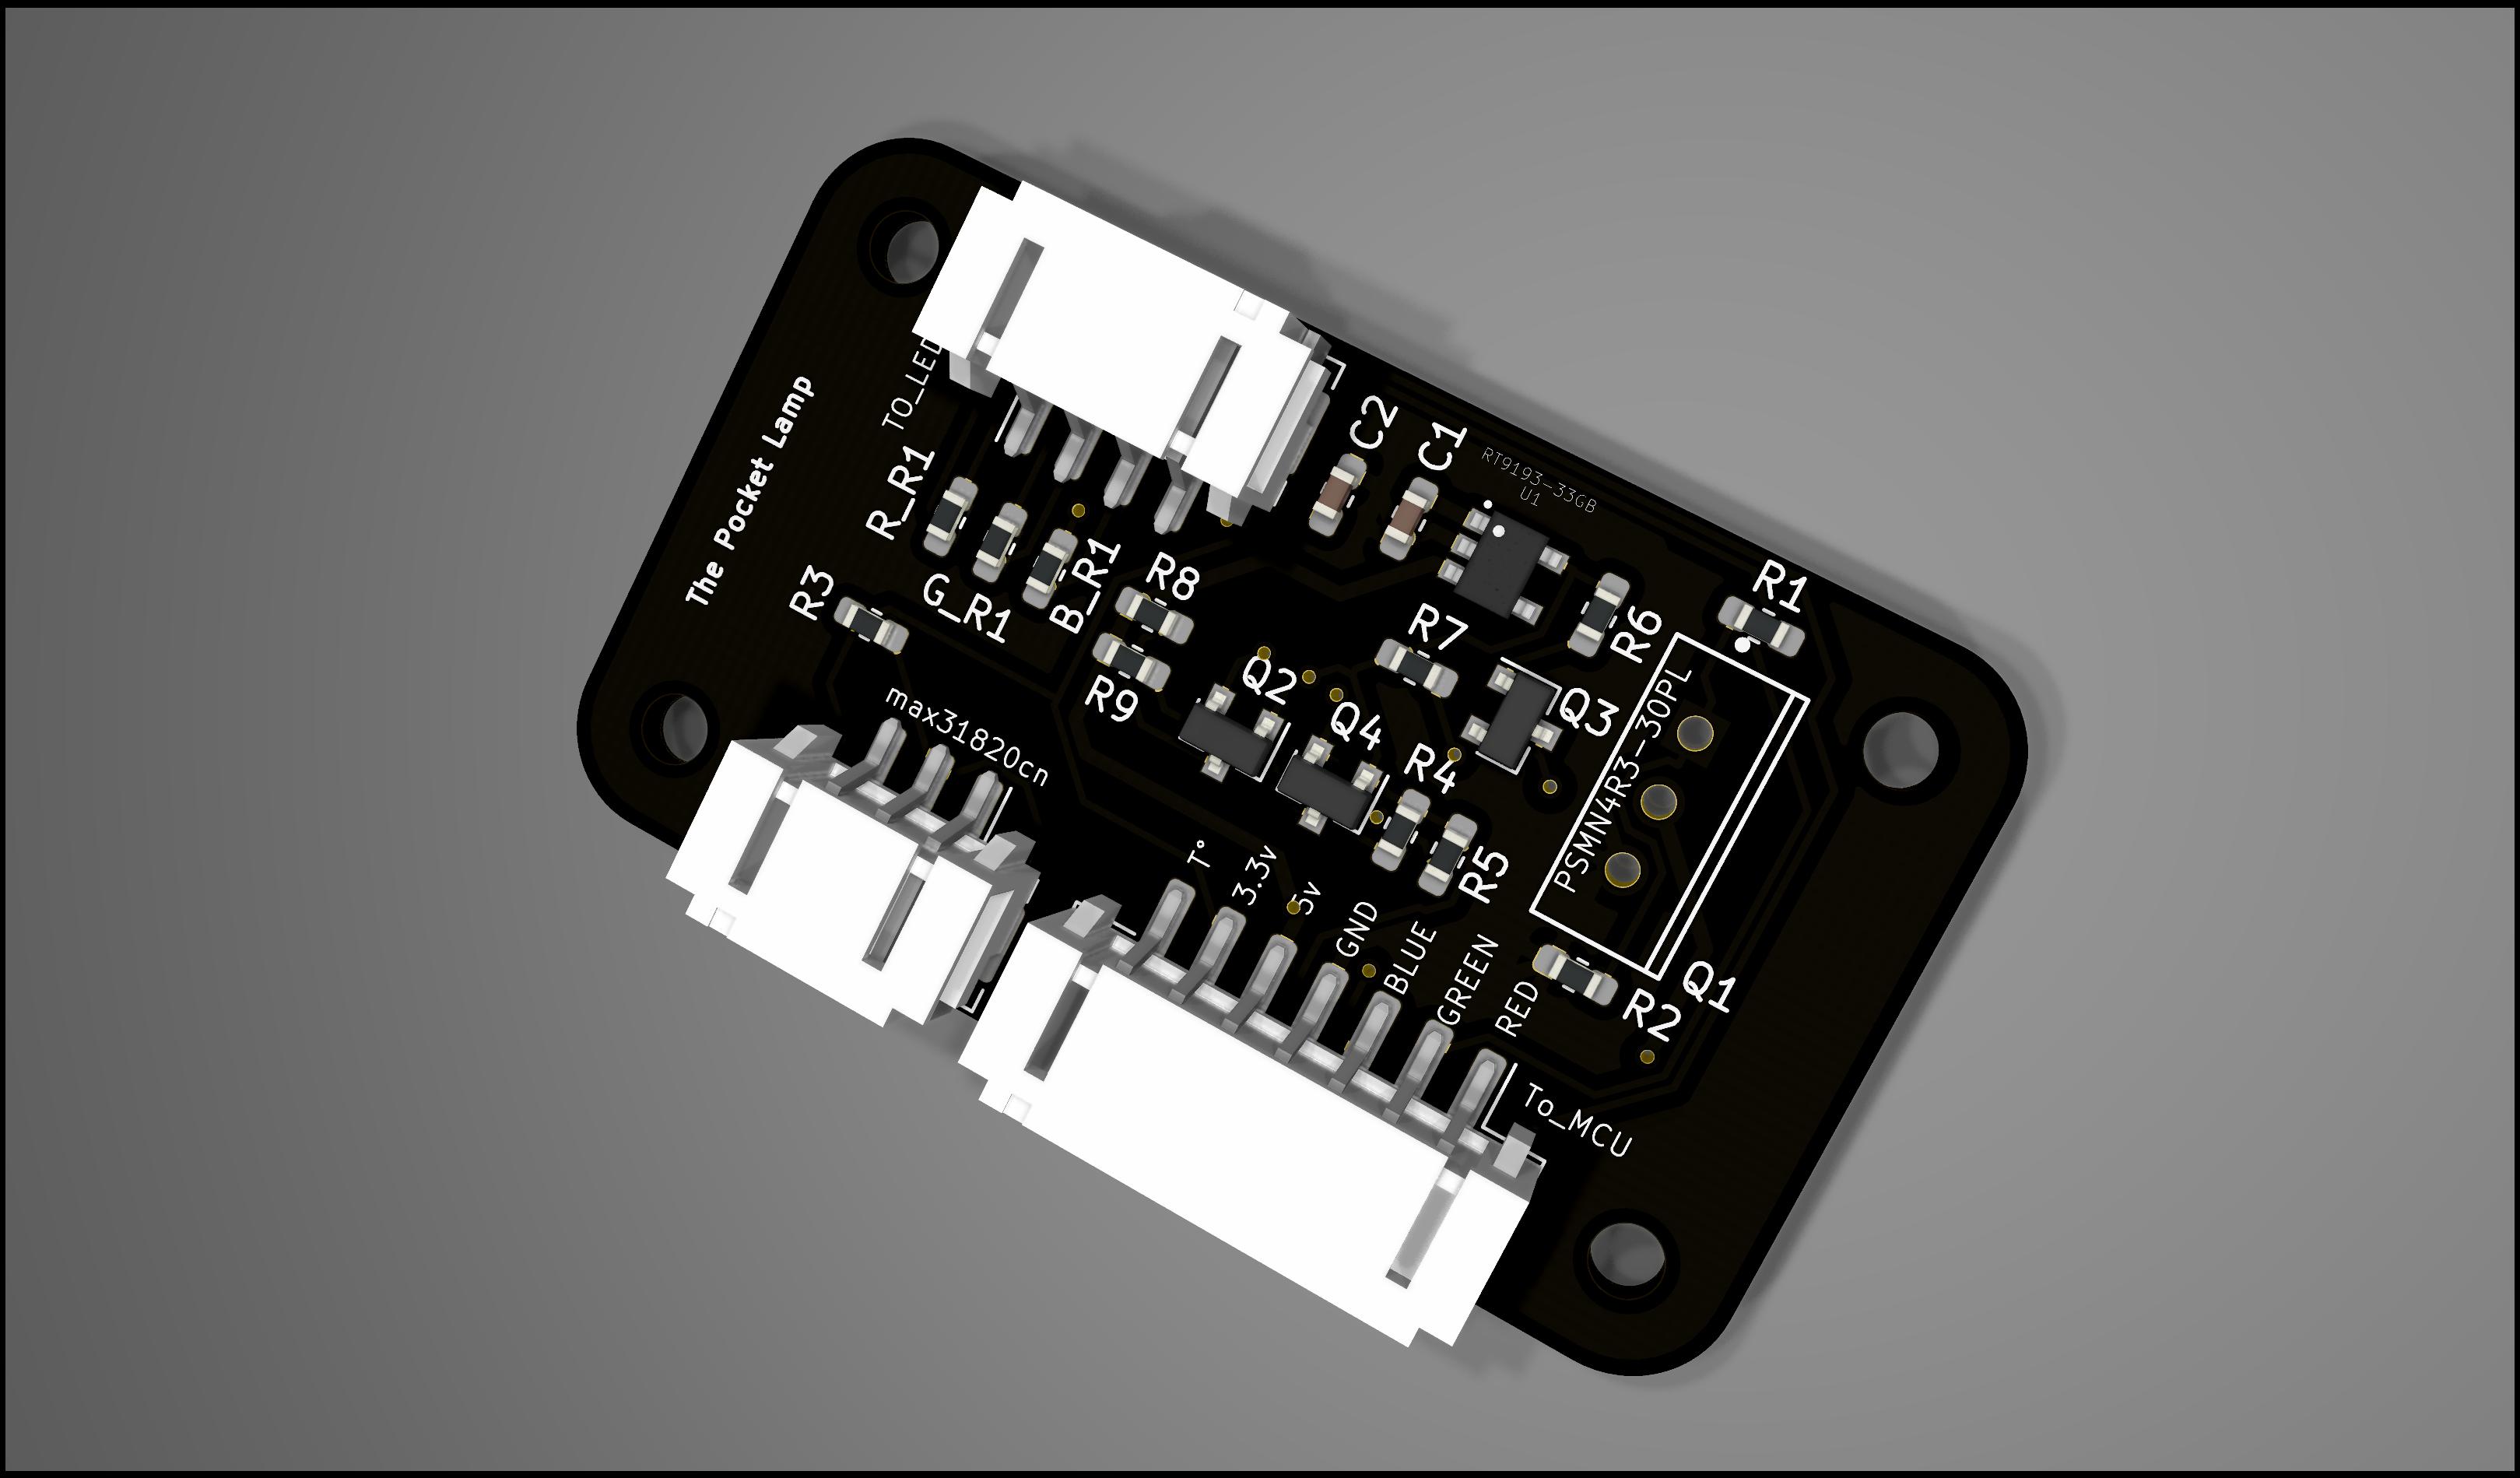 The Pocket Lamp
TO_LED
R_R1
G_R1
B_R1
R3
R8
R9
C2
C1
RT9193-33GB
U1
R7
R6
R1
Q2
Q4
Q3
R4
R5
PSMN4R3-30PL
Q1
R2
max31820cn
T°
3.3v
5v
GND
BLUE
GREEN
RED
To_MCU